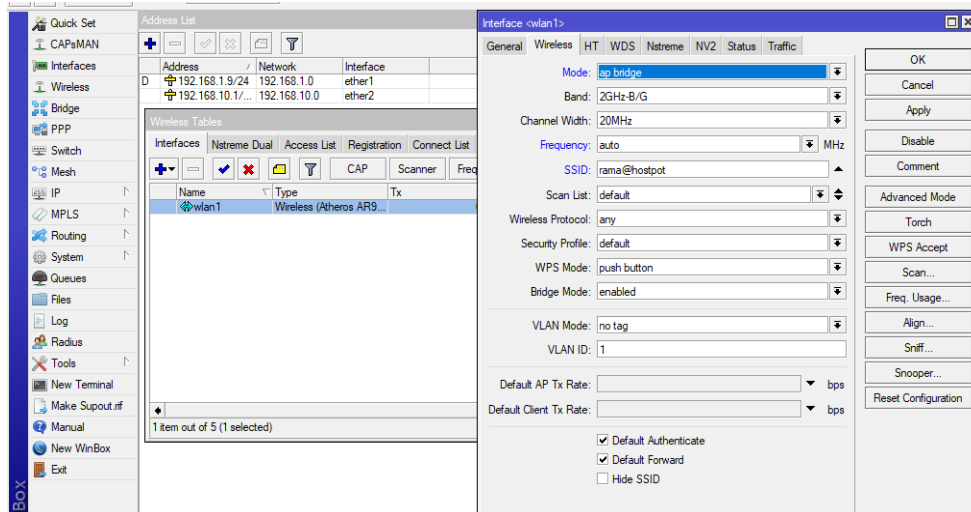 Quick Set
CAPsMAN
Interfaces
Wireless
Bridge
PPP
Switch
Mesh
IP
MPLS
Routing
System
Queues
Files
Log
Radius
Tools
New Terminal
Make Supout.rif
Manual
New WinBox
Exit
Box
Address List
Address Network Interface
D 192.168.1.9/24 192.168.1.0 ether1
192.168.10.1/... 192.168.10.0 ether2
Wireless Tables
Interfaces Nstreme Dual Access List Registration Connect List
CAP Scanner Freq
Name Type Tx
wlan1 Wireless (Atheros AR9...
1 item out of 5 (1 selected)
Interface <wlan1>
General Wireless HT WDS Nstreme NV2 Status Traffic
Mode: ap bridge
Band: 2GHz-B/G
Channel Width: 20MHz
Frequency: auto MHz
SSID: rama@hostpot
Scan List: default
Wireless Protocol: any
Security Profile: default
WPS Mode: push button
Bridge Mode: enabled
VLAN Mode: no tag
VLAN ID: 1
Default AP Tx Rate: bps
Default Client Tx Rate: bps
Default Authenticate
Default Forward
Hide SSID
OK
Cancel
Apply
Disable
Comment
Advanced Mode
Torch
WPS Accept
Scan...
Freq. Usage...
Align...
Sniff...
Snooper...
Reset Configuration